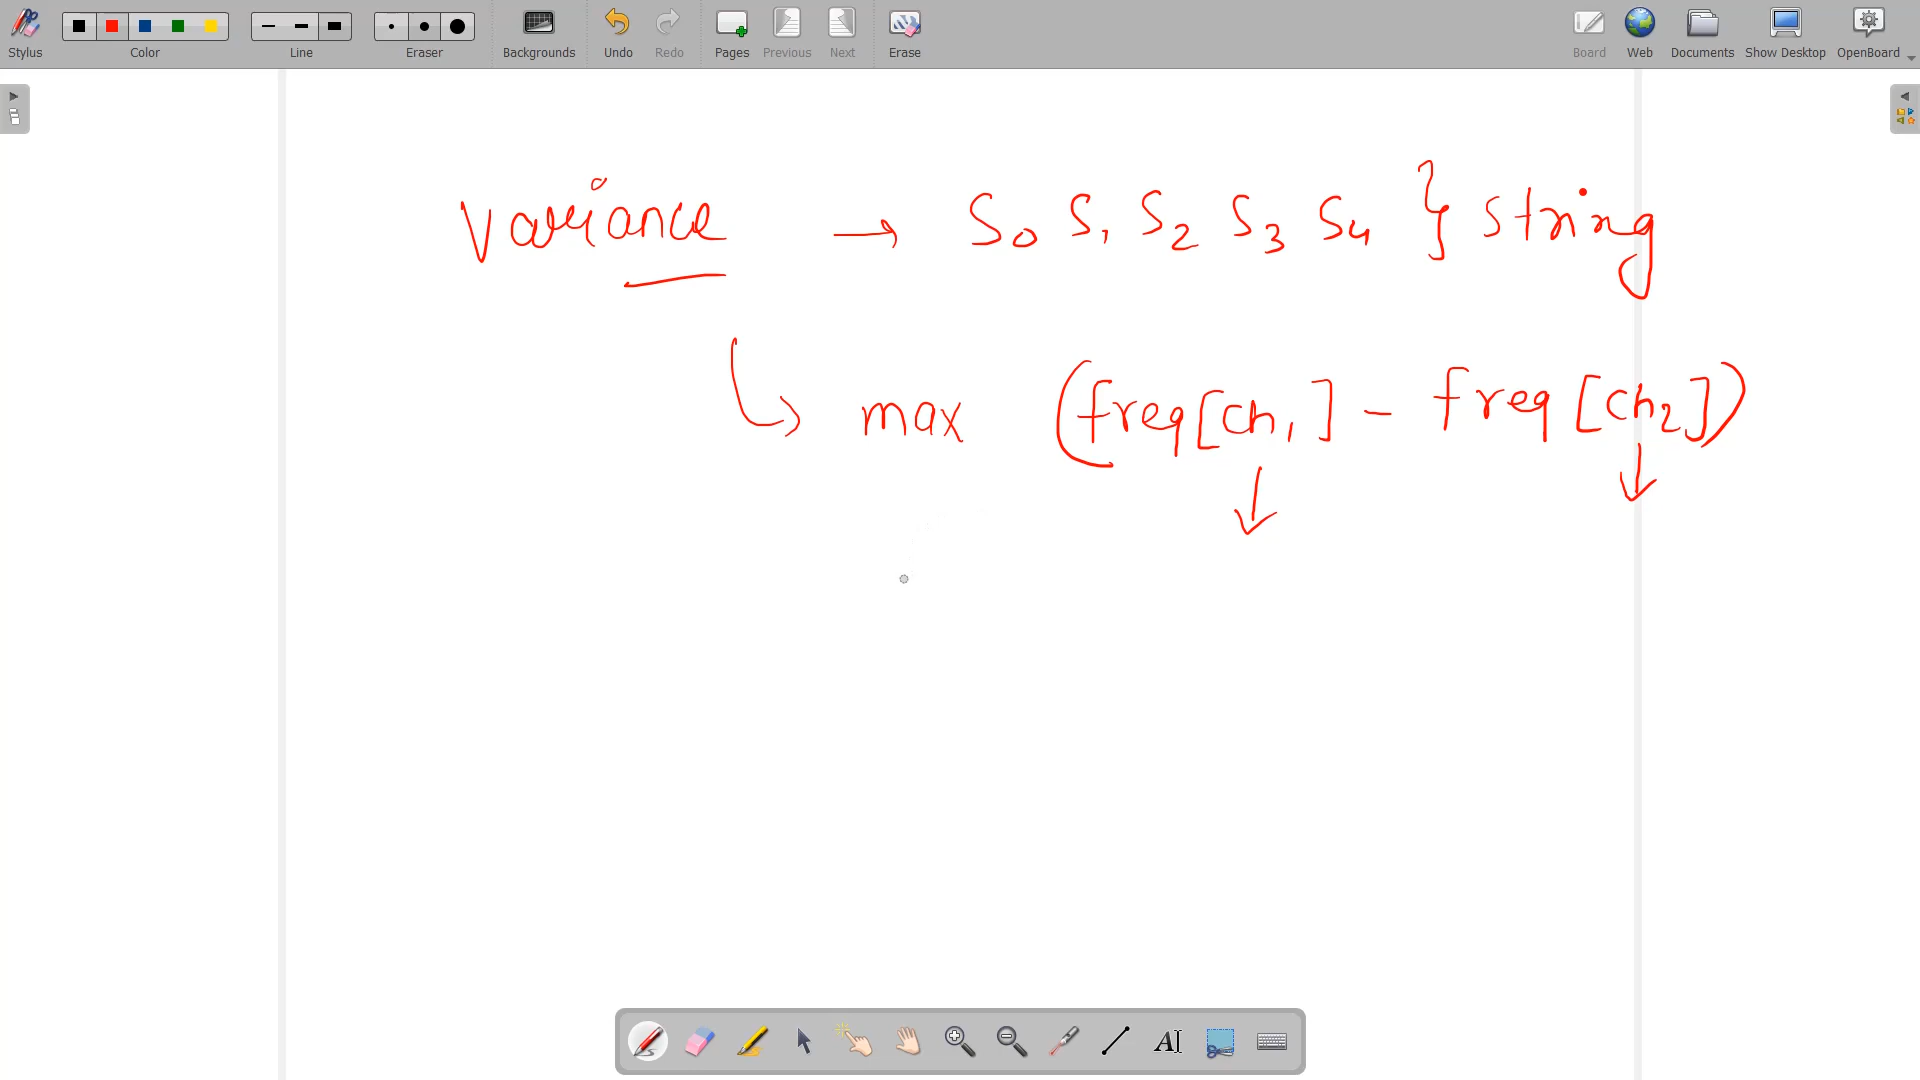 Stylus Color Line Eraser Backgrounds Undo Redo Pages Previous Next Erase Board Web Documents Show Desktop OpenBoard
Variance → S₀ S₁ S₂ S₃ S₄ } string
↳ max (freq[ch₁] - freq[ch₂])